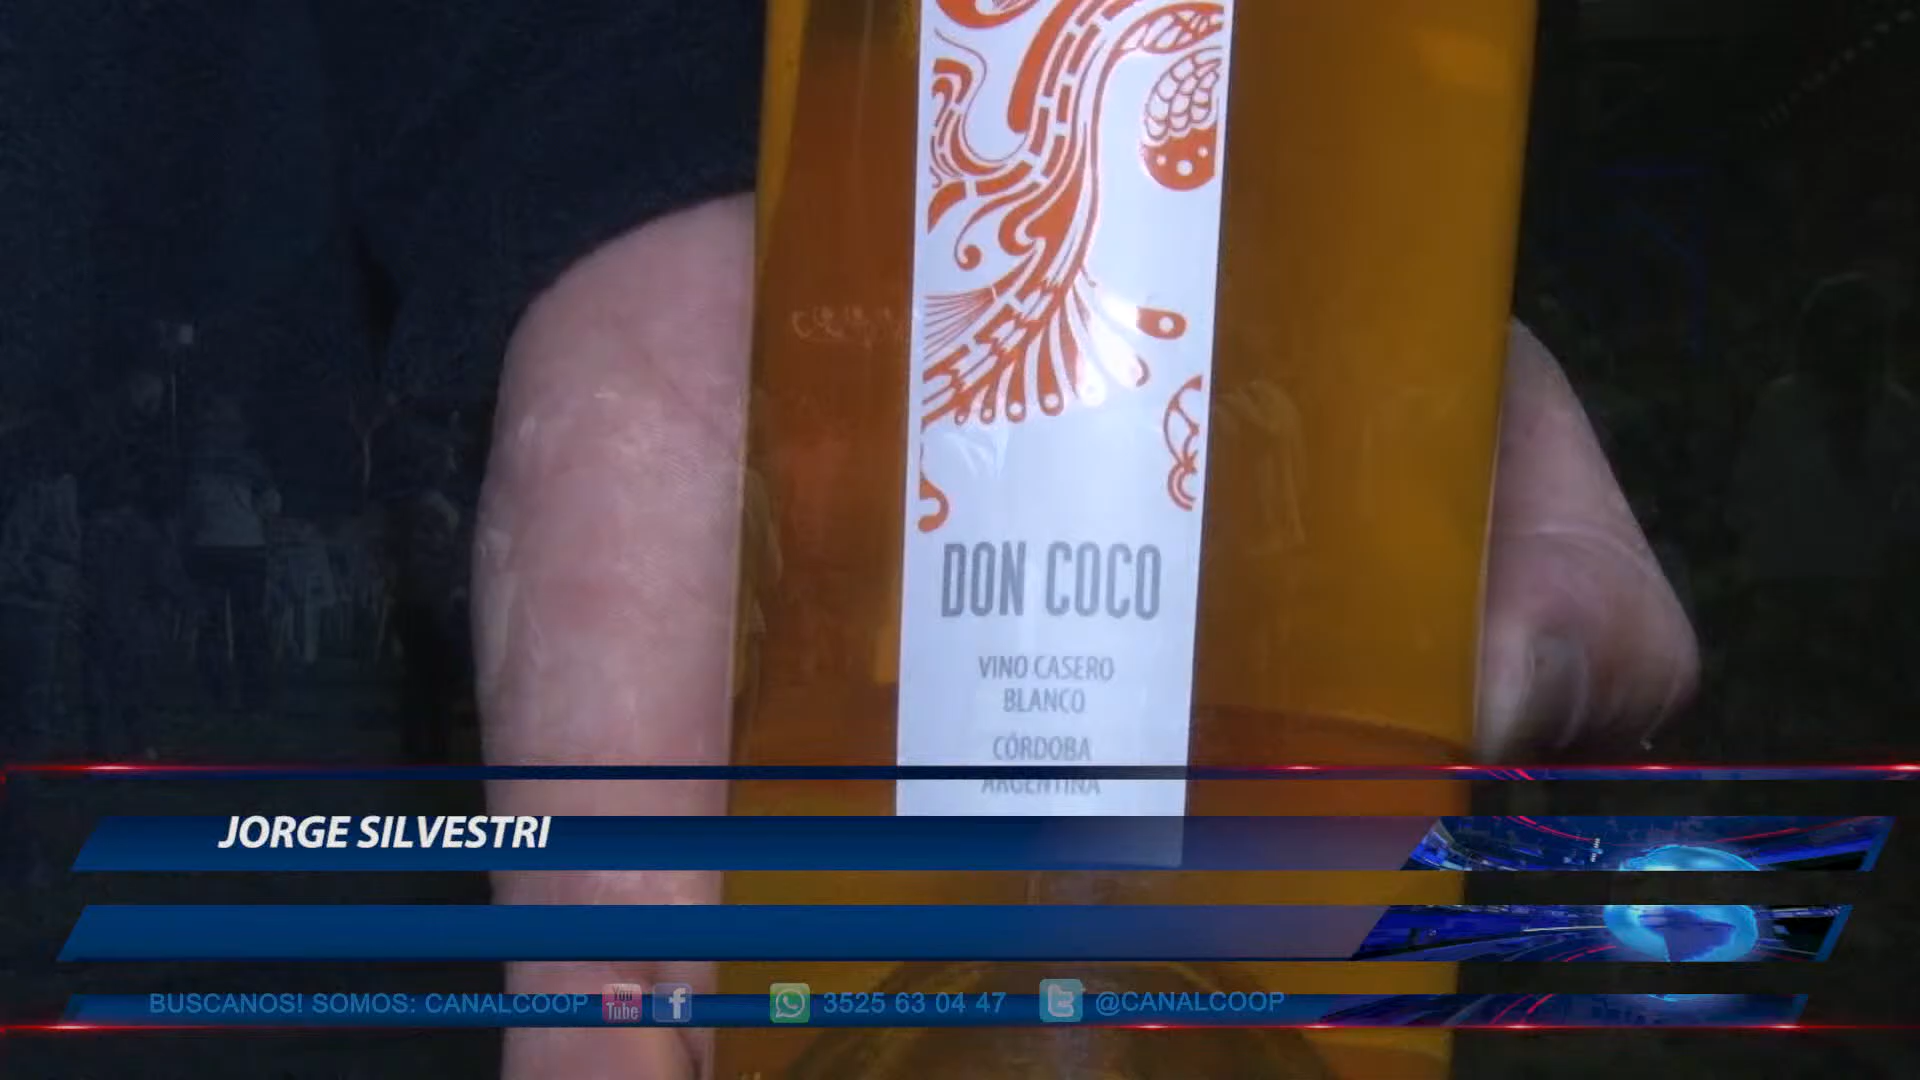 DON COCO
VINO CASERO
BLANCO
CÓRDOBA
ARGENTINA
JORGE SILVESTRI
BUSCANOS! SOMOS: CANALCOOP You Tube f 3525 63 04 47 @CANALCOOP